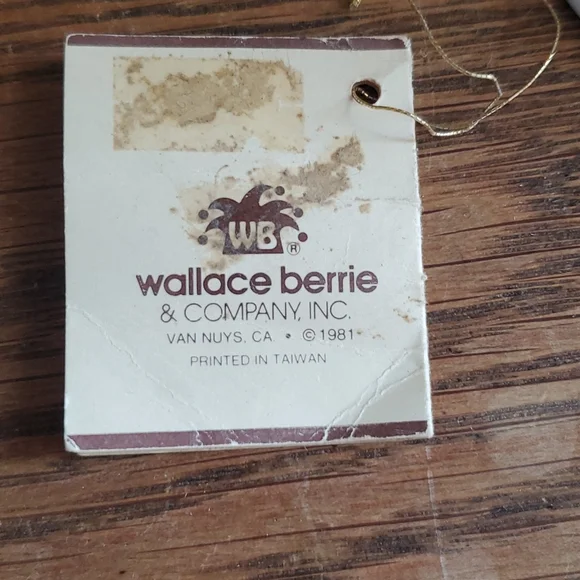 WB ®
wallace berrie
& COMPANY, INC.
VAN NUYS, CA • © 1981
PRINTED IN TAIWAN